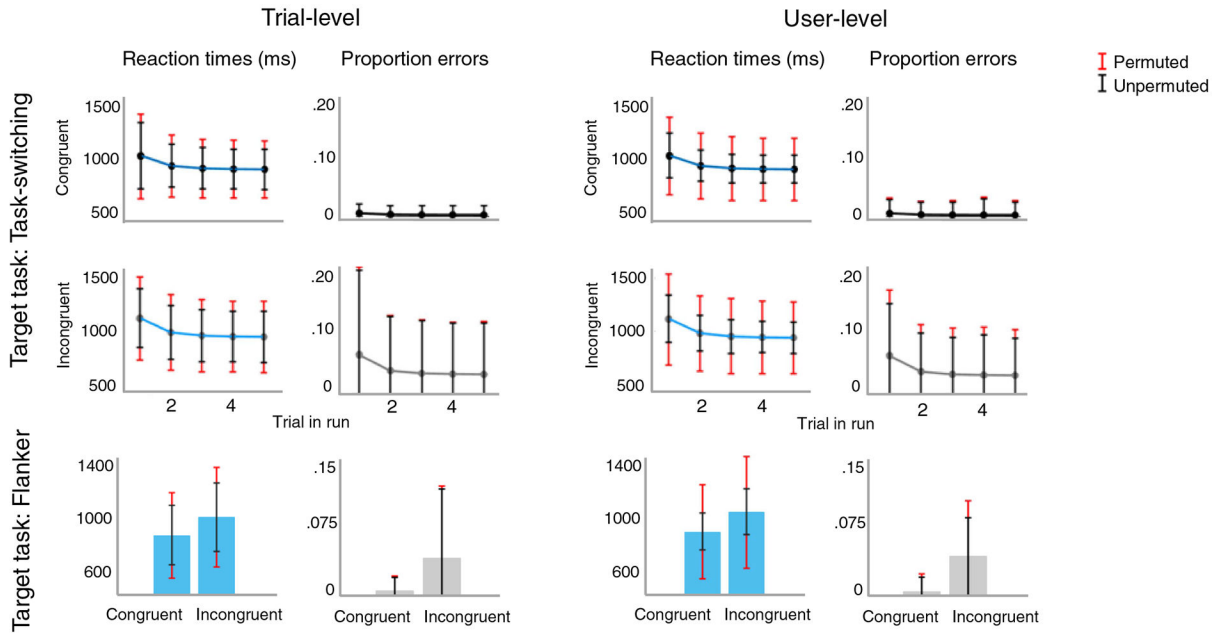 Trial-level
User-level
Reaction times (ms)
Proportion errors
Reaction times (ms)
Proportion errors
Permuted
Unpermuted
Target task: Task-switching
Congruent
1500
1000
500
.20
.10
0
Congruent
1500
1000
500
.20
.10
0
Incongruent
1500
1000
500
.20
.10
0
Incongruent
1500
1000
500
.20
.10
0
2
4
2
4
2
4
2
4
Trial in run
Trial in run
Target task: Flanker
1400
1000
600
.15
.075
0
1400
1000
600
.15
.075
0
Congruent
Incongruent
Congruent
Incongruent
Congruent
Incongruent
Congruent
Incongruent